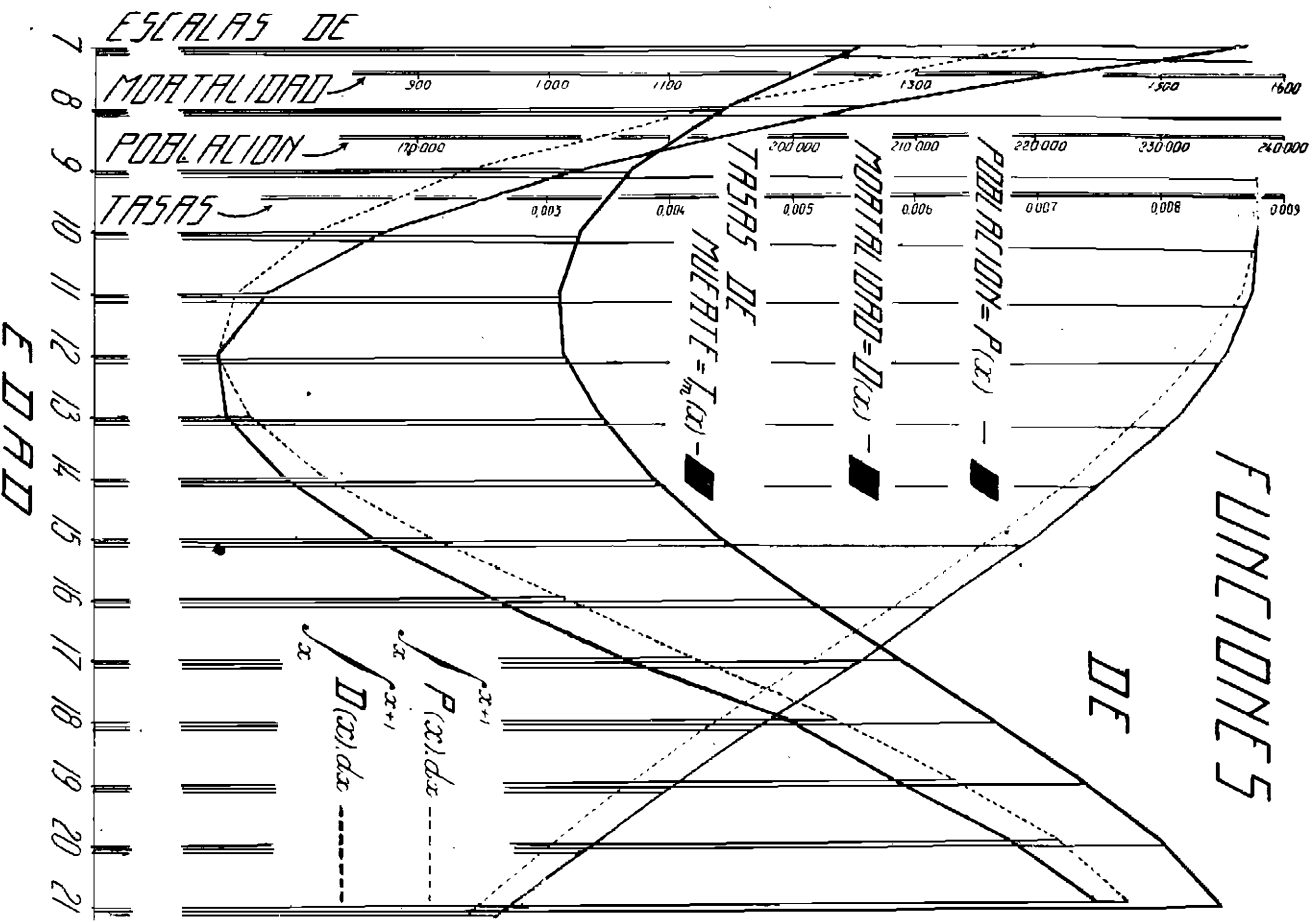 ESCALAS DE
MORTALIDAD
900 1000 1100 1300 1500 1600
POBLACION
170·000 200·000 210·000 220·000 230·000 240·000
TASAS
0,003 0,004 0,005 0,006 0,007 0,008 0,009
FUNCIONES
DE
POBLACION = P(x) —
MORTALIDAD = D(x) —
TASAS DE
MUERTE = Tm(x) —
∫ₓˣ⁺¹ P(x).dx ----
∫ₓˣ⁺¹ D(x).dx ----
7 8 9 10 11 12 13 14 15 16 17 18 19 20 21
EDAD